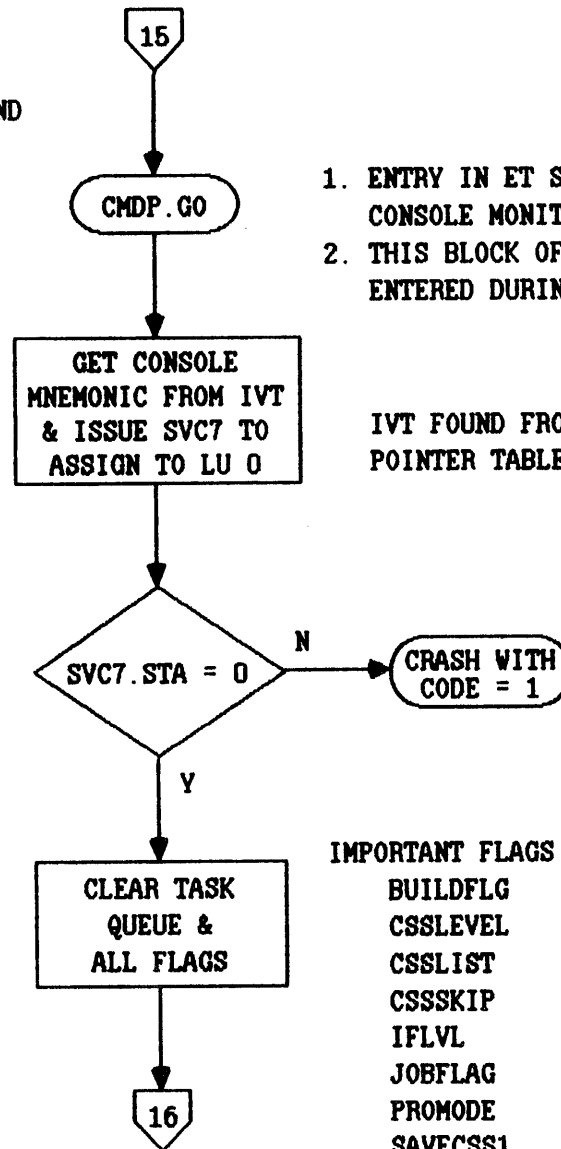 15
ND
CMDP.GO
1. ENTRY IN ET S
CONSOLE MONIT
2. THIS BLOCK OF
ENTERED DURIN
GET CONSOLE
MNEMONIC FROM IVT
& ISSUE SVC7 TO
ASSIGN TO LU 0
IVT FOUND FRO
POINTER TABLE
SVC7.STA = 0
N
CRASH WITH
CODE = 1
Y
CLEAR TASK
QUEUE &
ALL FLAGS
IMPORTANT FLAGS
BUILDFLG
CSSLEVEL
CSSLIST
CSSSKIP
IFLVL
JOBFLAG
PROMODE
SAVECSS1
16